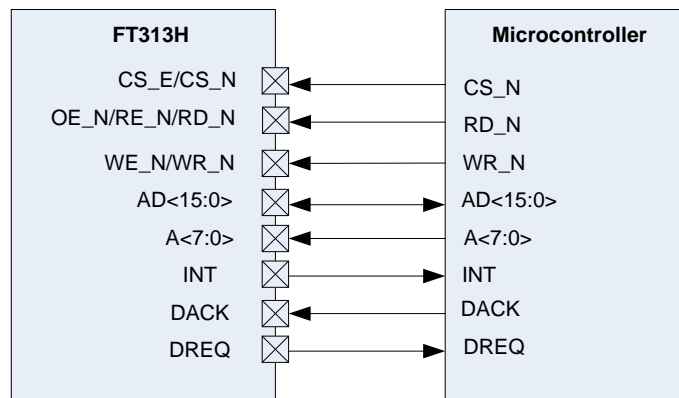 FT313H
Microcontroller
CS_E/CS_N
CS_N
OE_N/RE_N/RD_N
RD_N
WE_N/WR_N
WR_N
AD<15:0>
AD<15:0>
A<7:0>
A<7:0>
INT
INT
DACK
DACK
DREQ
DREQ